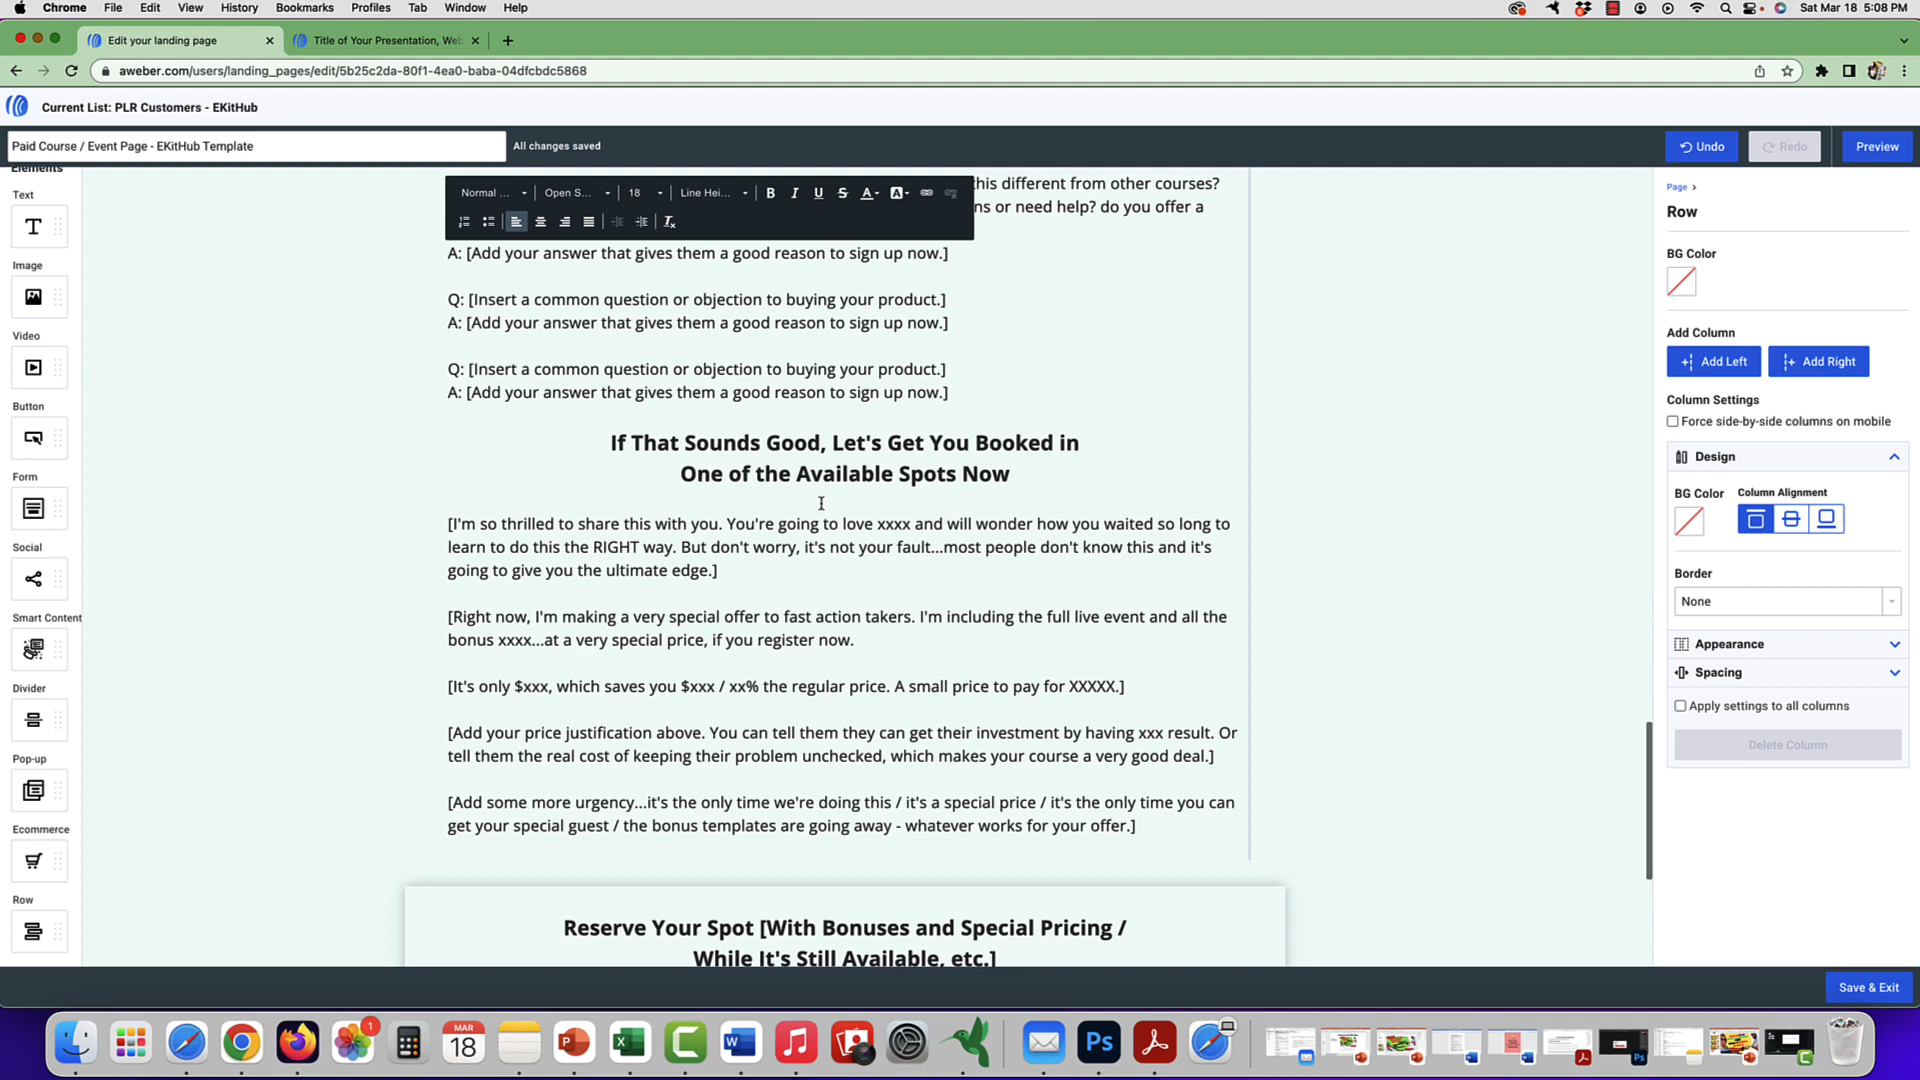 Chrome File Edit View History Bookmarks Profiles Tab Window Help
Sat Mar 18 5:08 PM
Edit your landing page
Title of Your Presentation, Web
aweber.com/users/landing_pages/edit/5b25c2da-80f1-4ea0-baba-04dfcbdc5868
Current List: PLR Customers - EKitHub
Paid Course / Event Page - EKitHub Template
All changes saved
Undo
Redo
Preview
Elements
Text
Image
Video
Button
Form
Social
Smart Content
Divider
Pop-up
Ecommerce
Row
Normal ...
Open S...
18
Line Hei...
B I U S A A
this different from other courses?
ns or need help? do you offer a
A: [Add your answer that gives them a good reason to sign up now.]
Q: [Insert a common question or objection to buying your product.]
A: [Add your answer that gives them a good reason to sign up now.]
Q: [Insert a common question or objection to buying your product.]
A: [Add your answer that gives them a good reason to sign up now.]
If That Sounds Good, Let's Get You Booked in
One of the Available Spots Now
[I'm so thrilled to share this with you. You're going to love xxxx and will wonder how you waited so long to
learn to do this the RIGHT way. But don't worry, it's not your fault...most people don't know this and it's
going to give you the ultimate edge.]
[Right now, I'm making a very special offer to fast action takers. I'm including the full live event and all the
bonus xxxx...at a very special price, if you register now.
[It's only $xxx, which saves you $xxx / xx% the regular price. A small price to pay for XXXXX.]
[Add your price justification above. You can tell them they can get their investment by having xxx result. Or
tell them the real cost of keeping their problem unchecked, which makes your course a very good deal.]
[Add some more urgency...it's the only time we're doing this / it's a special price / it's the only time you can
get your special guest / the bonus templates are going away - whatever works for your offer.]
Reserve Your Spot [With Bonuses and Special Pricing /
While It's Still Available, etc.]
Page
Row
BG Color
Add Column
Add Left
Add Right
Column Settings
Force side-by-side columns on mobile
Design
BG Color
Column Alignment
Border
None
Appearance
Spacing
Apply settings to all columns
Delete Column
Save & Exit
1
MAR
18